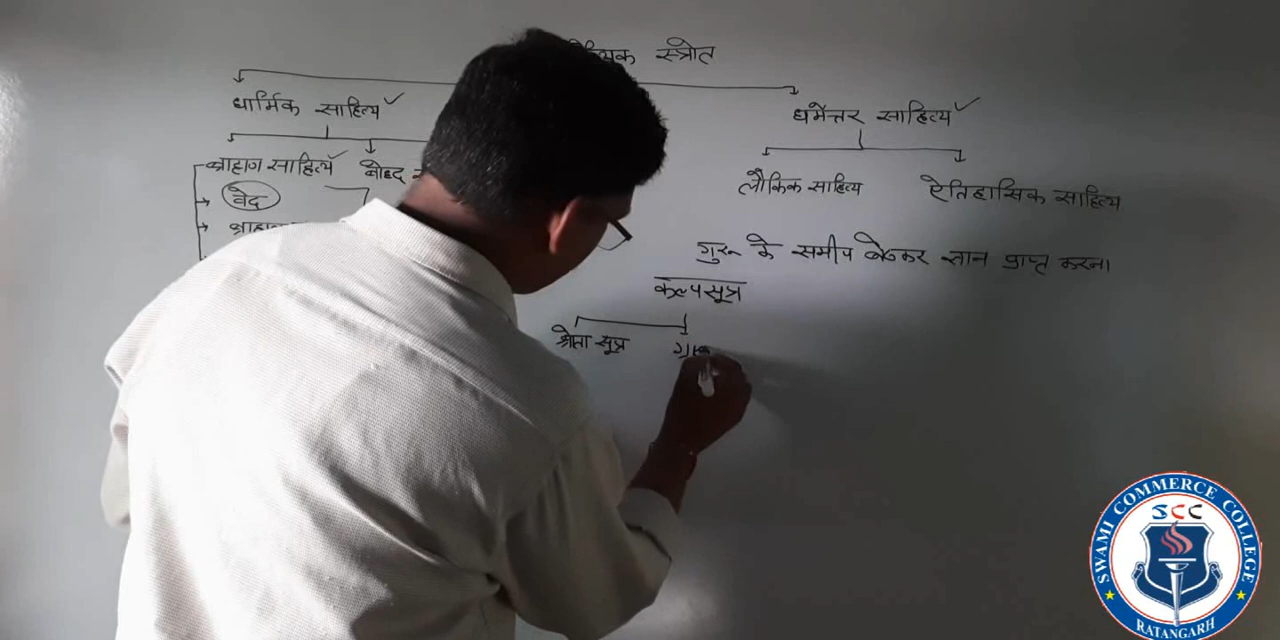 स्त्रोत
धार्मिक साहित्य
धर्मेत्तर साहित्य
ब्राह्मण साहित्य बौद्द
लौकिक साहित्य ऐतिहासिक साहित्य
वेद
गुरू के समीप बैठकर ज्ञान प्राप्त करना
कल्पसूत्र
सूत्र
SWAMI COMMERCE COLLEGE
SCC
RATANGARH